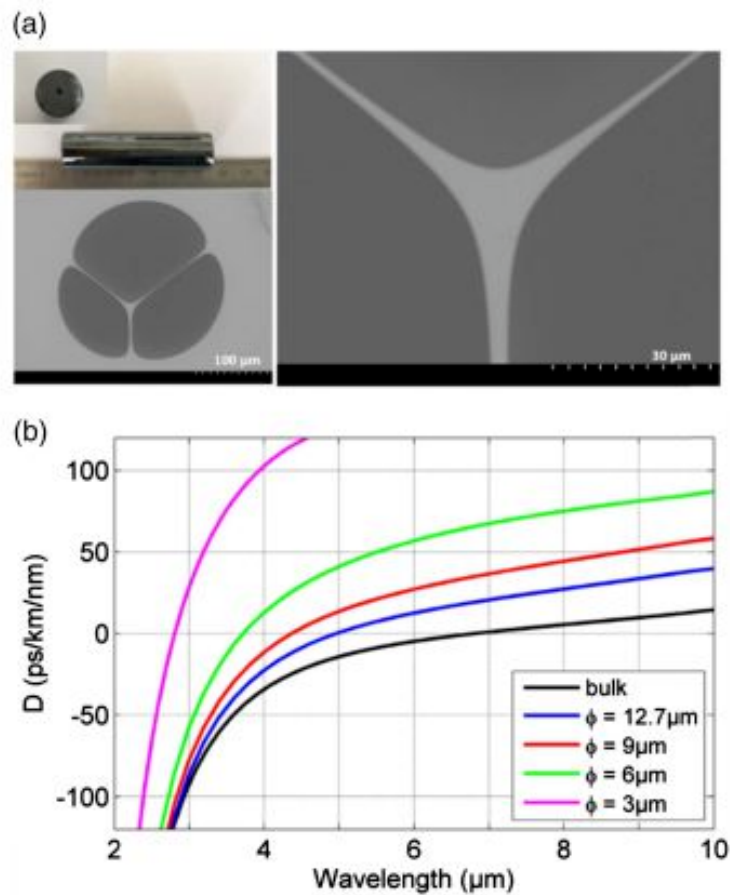 (a)
100 µm
30 µm
(b)
D (ps/km/nm)
100
50
0
-50
-100
bulk
ϕ = 12.7µm
ϕ = 9µm
ϕ = 6µm
ϕ = 3µm
2
4
6
8
10
Wavelength (µm)